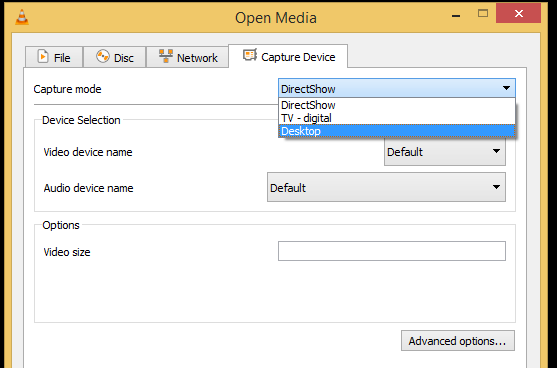 Open Media
File Disc Network Capture Device
Capture mode DirectShow
DirectShow
TV - digital
Desktop
Device Selection
Video device name Default
Audio device name Default
Options
Video size
Advanced options...